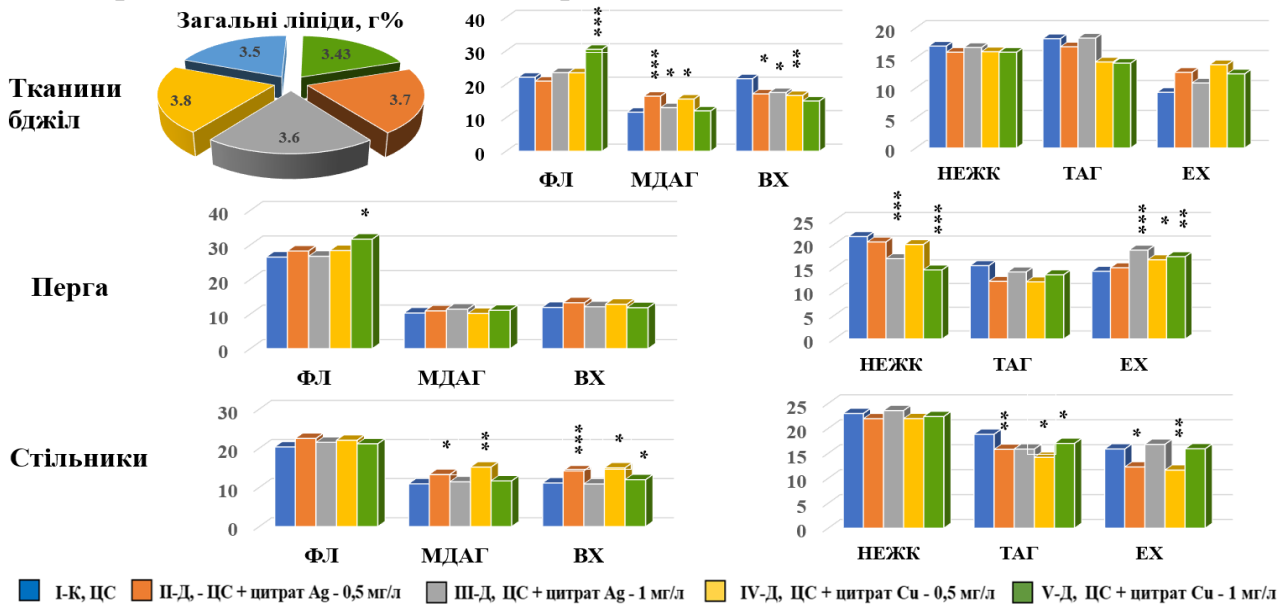 Загальні ліпіди, г%
3.5
3.43
3.8
3.7
3.6
Тканини
бджіл
40
30
20
10
0
***
***
*
*
*
*
**
ФЛ
МДАГ
ВХ
20
15
10
5
0
НЕЖК
ТАГ
ЕХ
Перга
40
30
20
10
0
*
ФЛ
МДАГ
ВХ
25
20
15
10
5
0
***
***
***
*
**
НЕЖК
ТАГ
ЕХ
Стільники
30
20
10
0
*
**
***
*
*
ФЛ
МДАГ
ВХ
25
20
15
10
5
0
**
*
*
*
**
НЕЖК
ТАГ
ЕХ
І-К, ЦС
ІІ-Д, - ЦС + цитрат Ag - 0,5 мг/л
ІІІ-Д, ЦС + цитрат Ag - 1 мг/л
IV-Д, ЦС + цитрат Cu - 0,5 мг/л
V-Д, ЦС + цитрат Cu - 1 мг/л